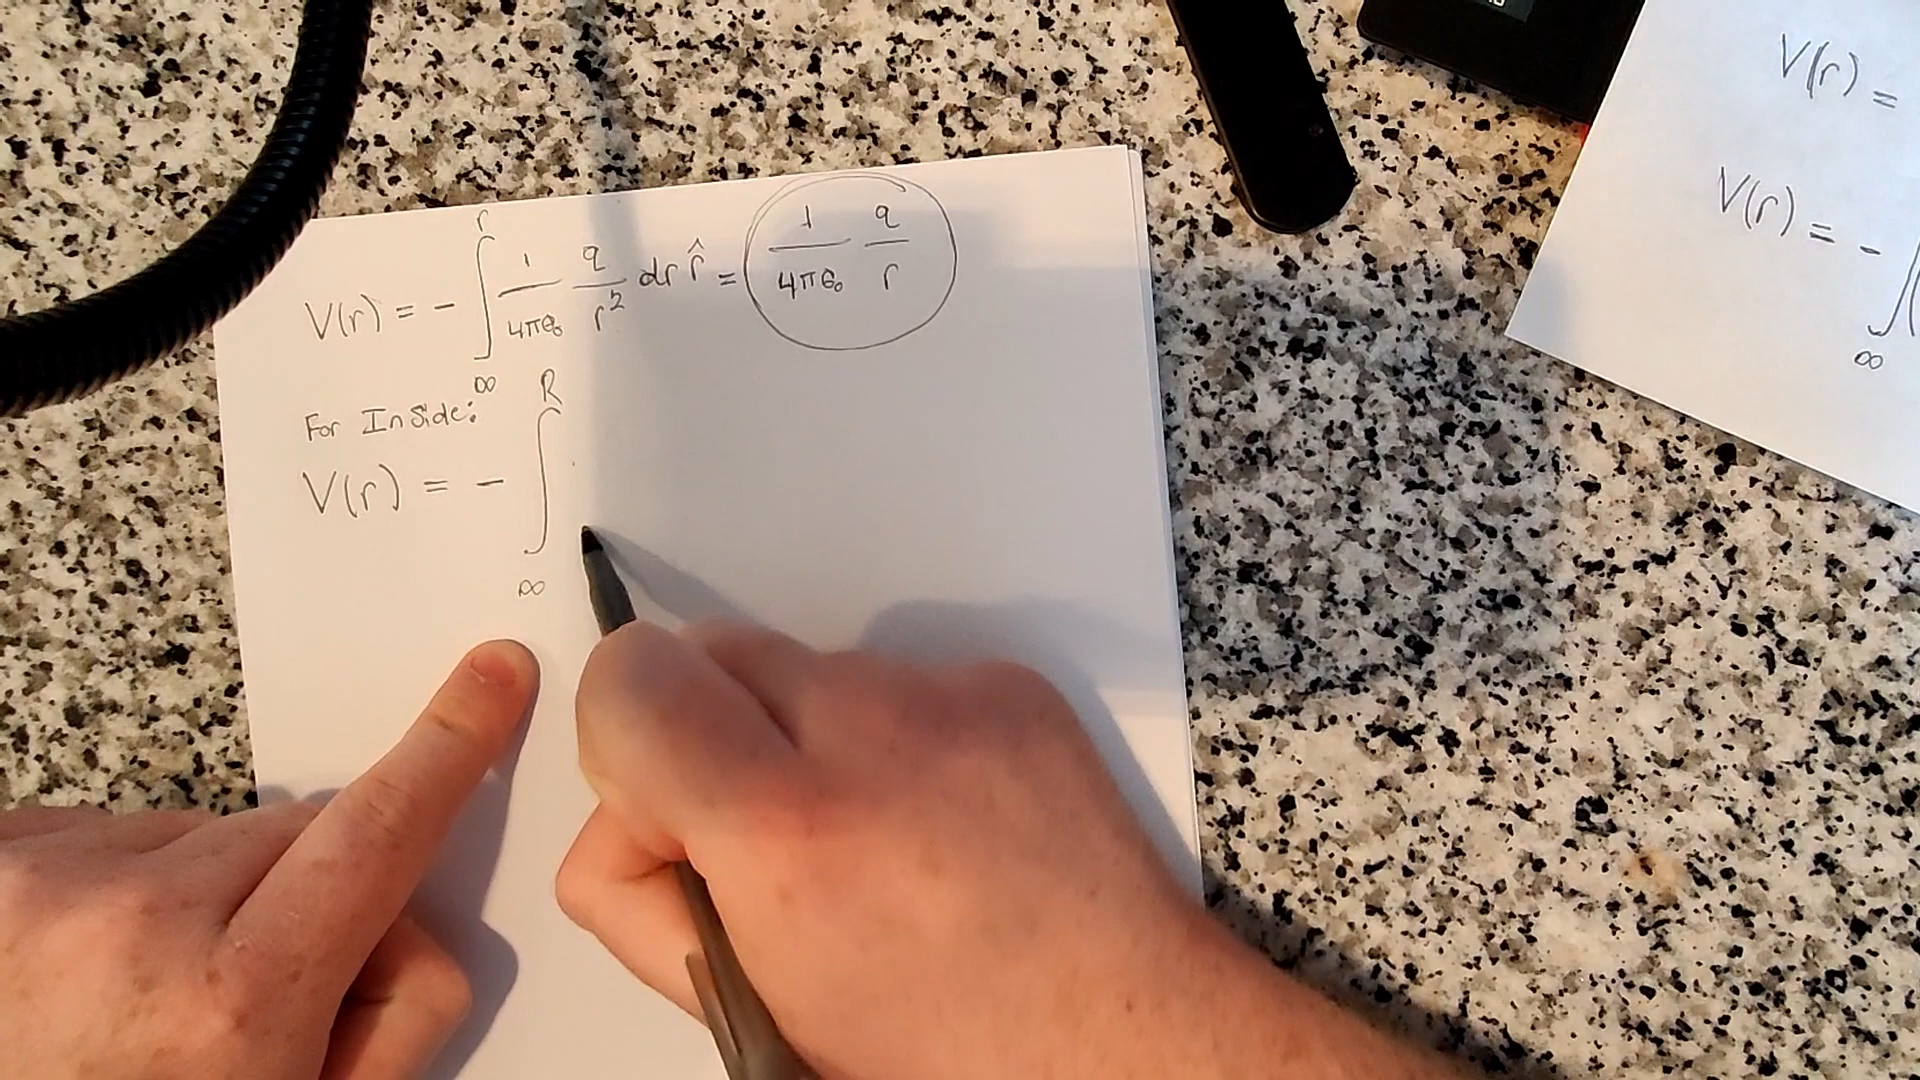 V(r) = - ∫_∞^r 1/4πϵ₀ q/r² dr r̂ = 1/4πϵ₀ q/r
For Inside:
V(r) = - ∫_∞^R
V(r) =
V(r) = - ∫_∞